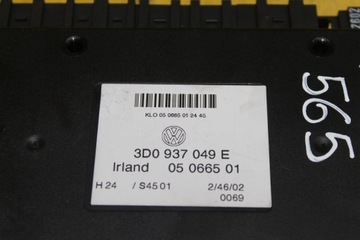 KLO 05 0665 01 24 40
3D0 937 049 E
Irland 05 0665 01
H 24 / S45 01 2/46/02
0069
565